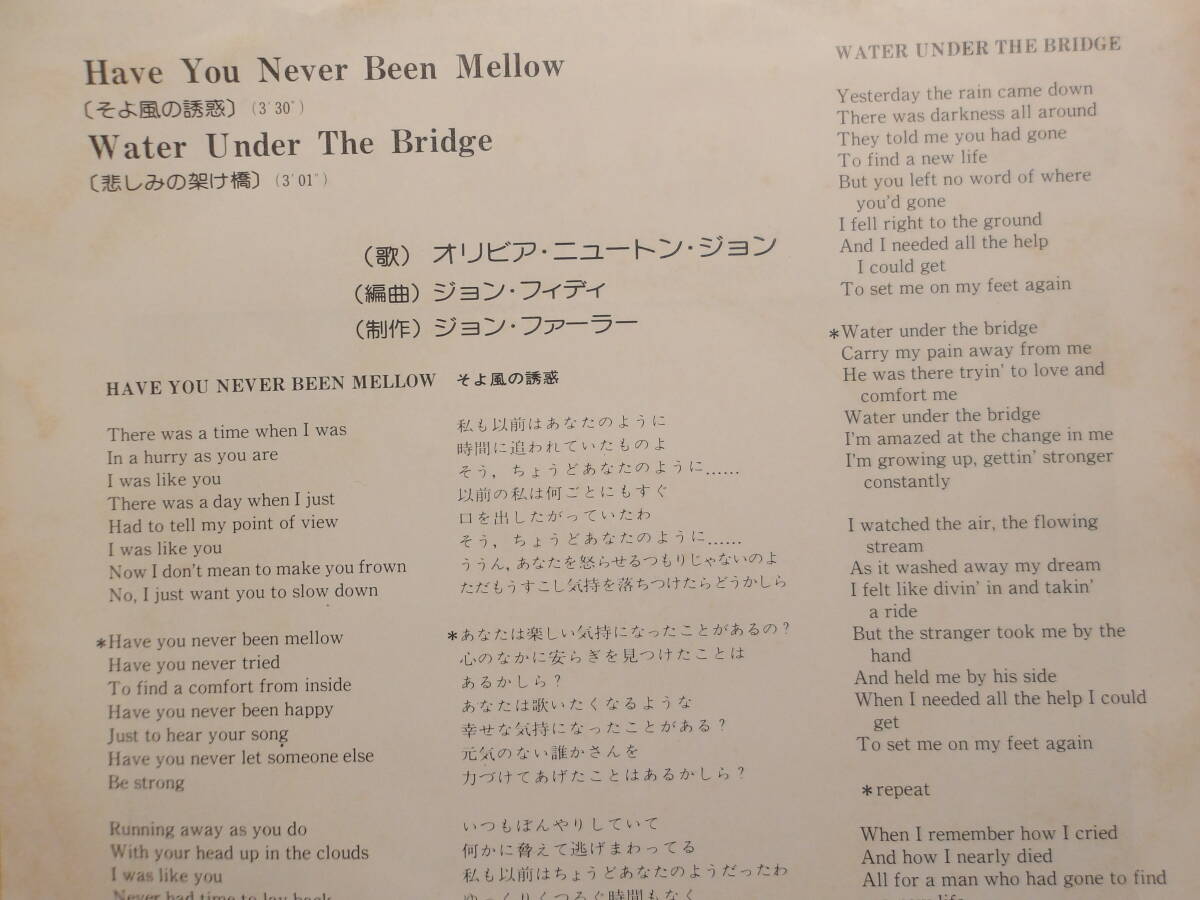 Have You Never Been Mellow
〔そよ風の誘惑〕(3′30″)
Water Under The Bridge
〔悲しみの架け橋〕(3′01″)
(歌) オリビア・ニュートン・ジョン
(編曲) ジョン・フィディ
(制作) ジョン・ファーラー
HAVE YOU NEVER BEEN MELLOW そよ風の誘惑
There was a time when I was
In a hurry as you are
I was like you
There was a day when I just
Had to tell my point of view
I was like you
Now I don't mean to make you frown
No, I just want you to slow down
*Have you never been mellow
Have you never tried
To find a comfort from inside
Have you never been happy
Just to hear your song
Have you never let someone else
Be strong
Running away as you do
With your head up in the clouds
I was like you
Never had time to lay back
私も以前はあなたのように
時間に追われていたものよ
そう，ちょうどあなたのように……
以前の私は何ごとにもすぐ
口を出したがっていたわ
そう，ちょうどあなたのように……
ううん，あなたを怒らせるつもりじゃないのよ
ただもうすこし気持を落ちつけたらどうかしら
*あなたは楽しい気持になったことがあるの？
心のなかに安らぎを見つけたことは
あるかしら？
あなたは歌いたくなるような
幸せな気持になったことがある？
元気のない誰かさんを
力づけてあげたことはあるかしら？
いつもぼんやりしていて
何かに脅えて逃げまわってる
私も以前はちょうどあなたのようだったわ
ゆっくりくつろぐ時間もなく
WATER UNDER THE BRIDGE
Yesterday the rain came down
There was darkness all around
They told me you had gone
To find a new life
But you left no word of where
you'd gone
I fell right to the ground
And I needed all the help
I could get
To set me on my feet again
*Water under the bridge
Carry my pain away from me
He was there tryin' to love and
comfort me
Water under the bridge
I'm amazed at the change in me
I'm growing up, gettin' stronger
constantly
I watched the air, the flowing
stream
As it washed away my dream
I felt like divin' in and takin'
a ride
But the stranger took me by the
hand
And held me by his side
When I needed all the help I could
get
To set me on my feet again
*repeat
When I remember how I cried
And how I nearly died
All for a man who had gone to find
new life